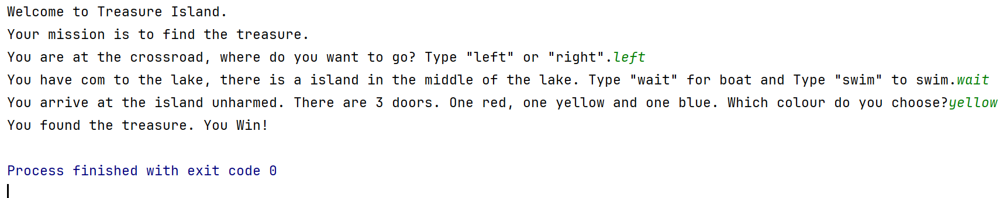 Welcome to Treasure Island.
Your mission is to find the treasure.
You are at the crossroad, where do you want to go? Type "left" or "right".left
You have com to the lake, there is a island in the middle of the lake. Type "wait" for boat and Type "swim" to swim.wait
You arrive at the island unharmed. There are 3 doors. One red, one yellow and one blue. Which colour do you choose?yellow
You found the treasure. You Win!
Process finished with exit code 0